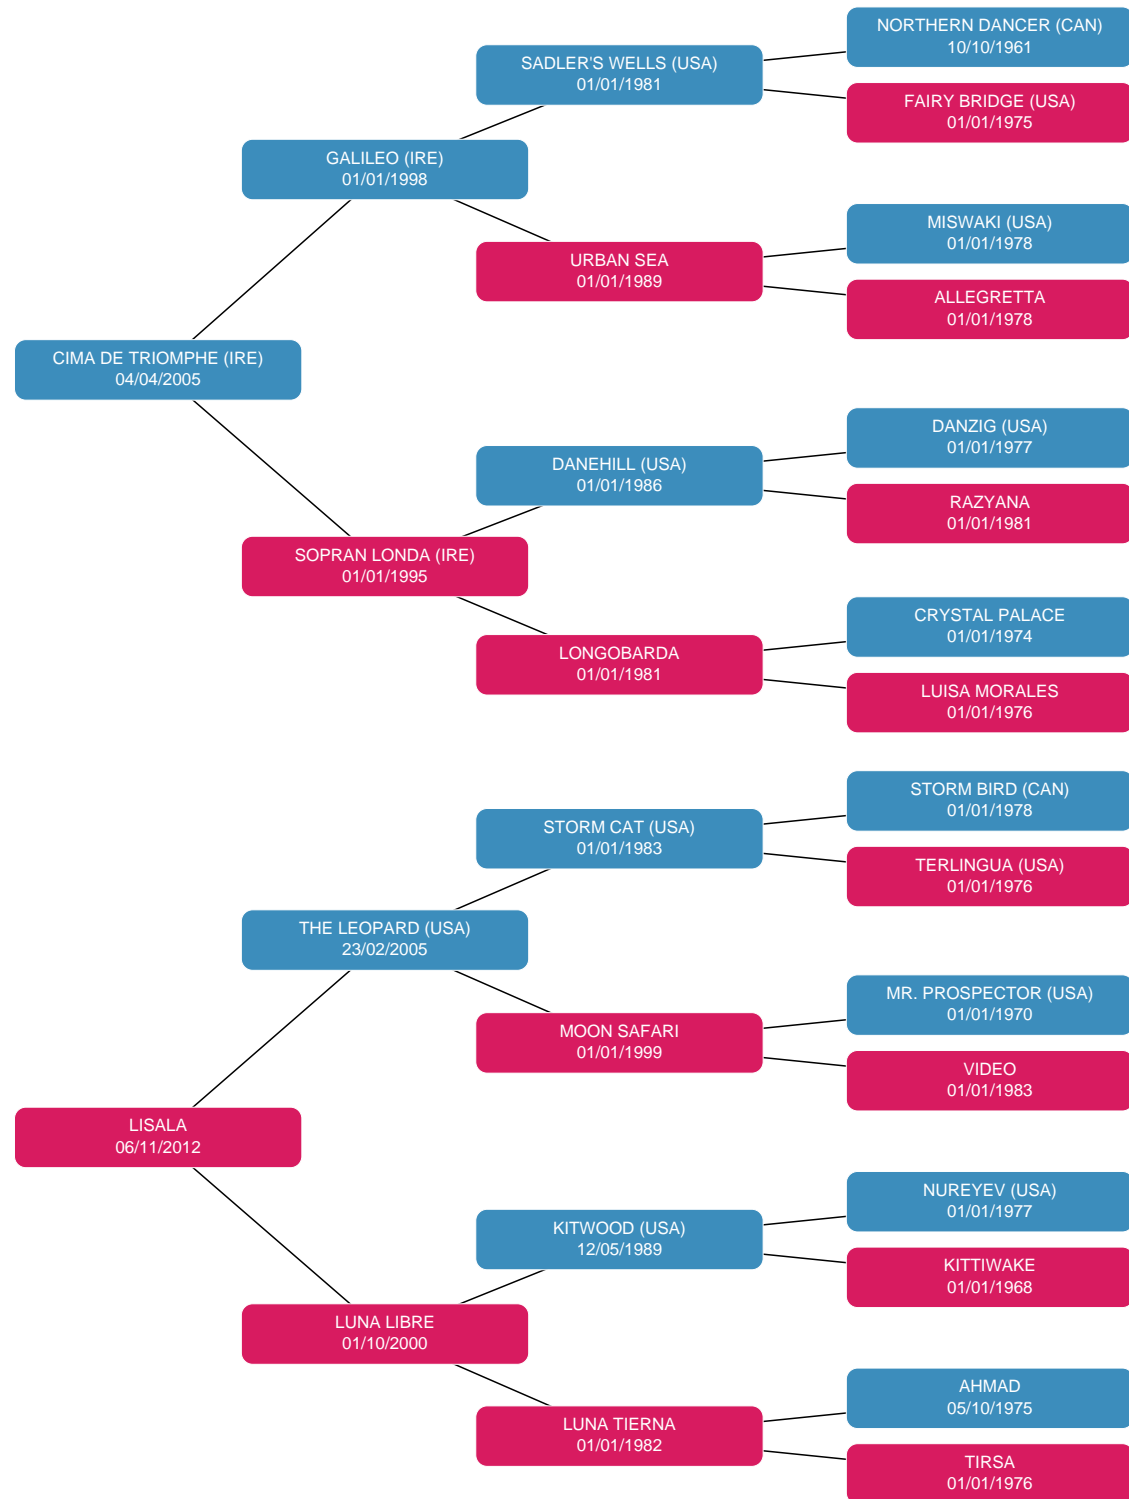 NORTHERN DANCER (CAN)
10/10/1961
SADLER'S WELLS (USA)
01/01/1981
FAIRY BRIDGE (USA)
01/01/1975
GALILEO (IRE)
01/01/1998
MISWAKI (USA)
01/01/1978
URBAN SEA
01/01/1989
ALLEGRETTA
01/01/1978
CIMA DE TRIOMPHE (IRE)
04/04/2005
DANZIG (USA)
01/01/1977
DANEHILL (USA)
01/01/1986
RAZYANA
01/01/1981
SOPRAN LONDA (IRE)
01/01/1995
CRYSTAL PALACE
01/01/1974
LONGOBARDA
01/01/1981
LUISA MORALES
01/01/1976
STORM BIRD (CAN)
01/01/1978
STORM CAT (USA)
01/01/1983
TERLINGUA (USA)
01/01/1976
THE LEOPARD (USA)
23/02/2005
MR. PROSPECTOR (USA)
01/01/1970
MOON SAFARI
01/01/1999
VIDEO
01/01/1983
LISALA
06/11/2012
NUREYEV (USA)
01/01/1977
KITWOOD (USA)
12/05/1989
KITTIWAKE
01/01/1968
LUNA LIBRE
01/10/2000
AHMAD
05/10/1975
LUNA TIERNA
01/01/1982
TIRSA
01/01/1976